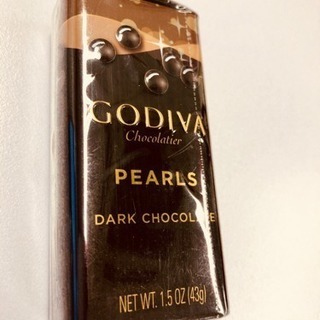 GODIVA
Chocolatier
PEARLS
DARK CHOCOLATE
NET WT. 1.5 OZ (43g)